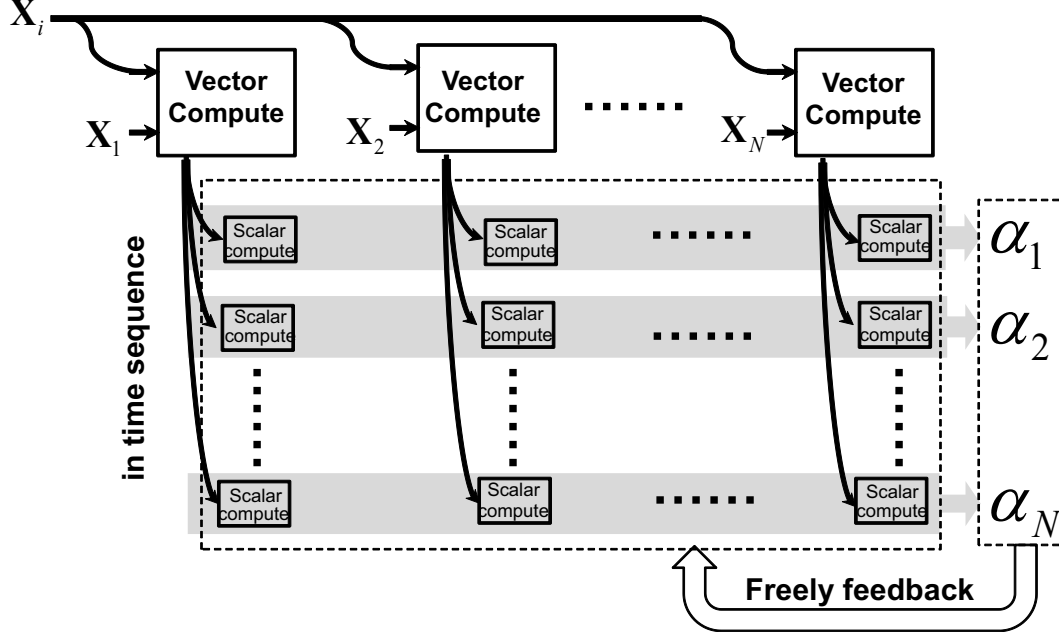 X_i
Vector
Compute
Vector
Compute
Vector
Compute
X_1
X_2
X_N
Scalar
compute
Scalar
compute
Scalar
compute
α_1
Scalar
compute
Scalar
compute
Scalar
compute
α_2
in time sequence
Scalar
compute
Scalar
compute
Scalar
compute
α_N
Freely feedback